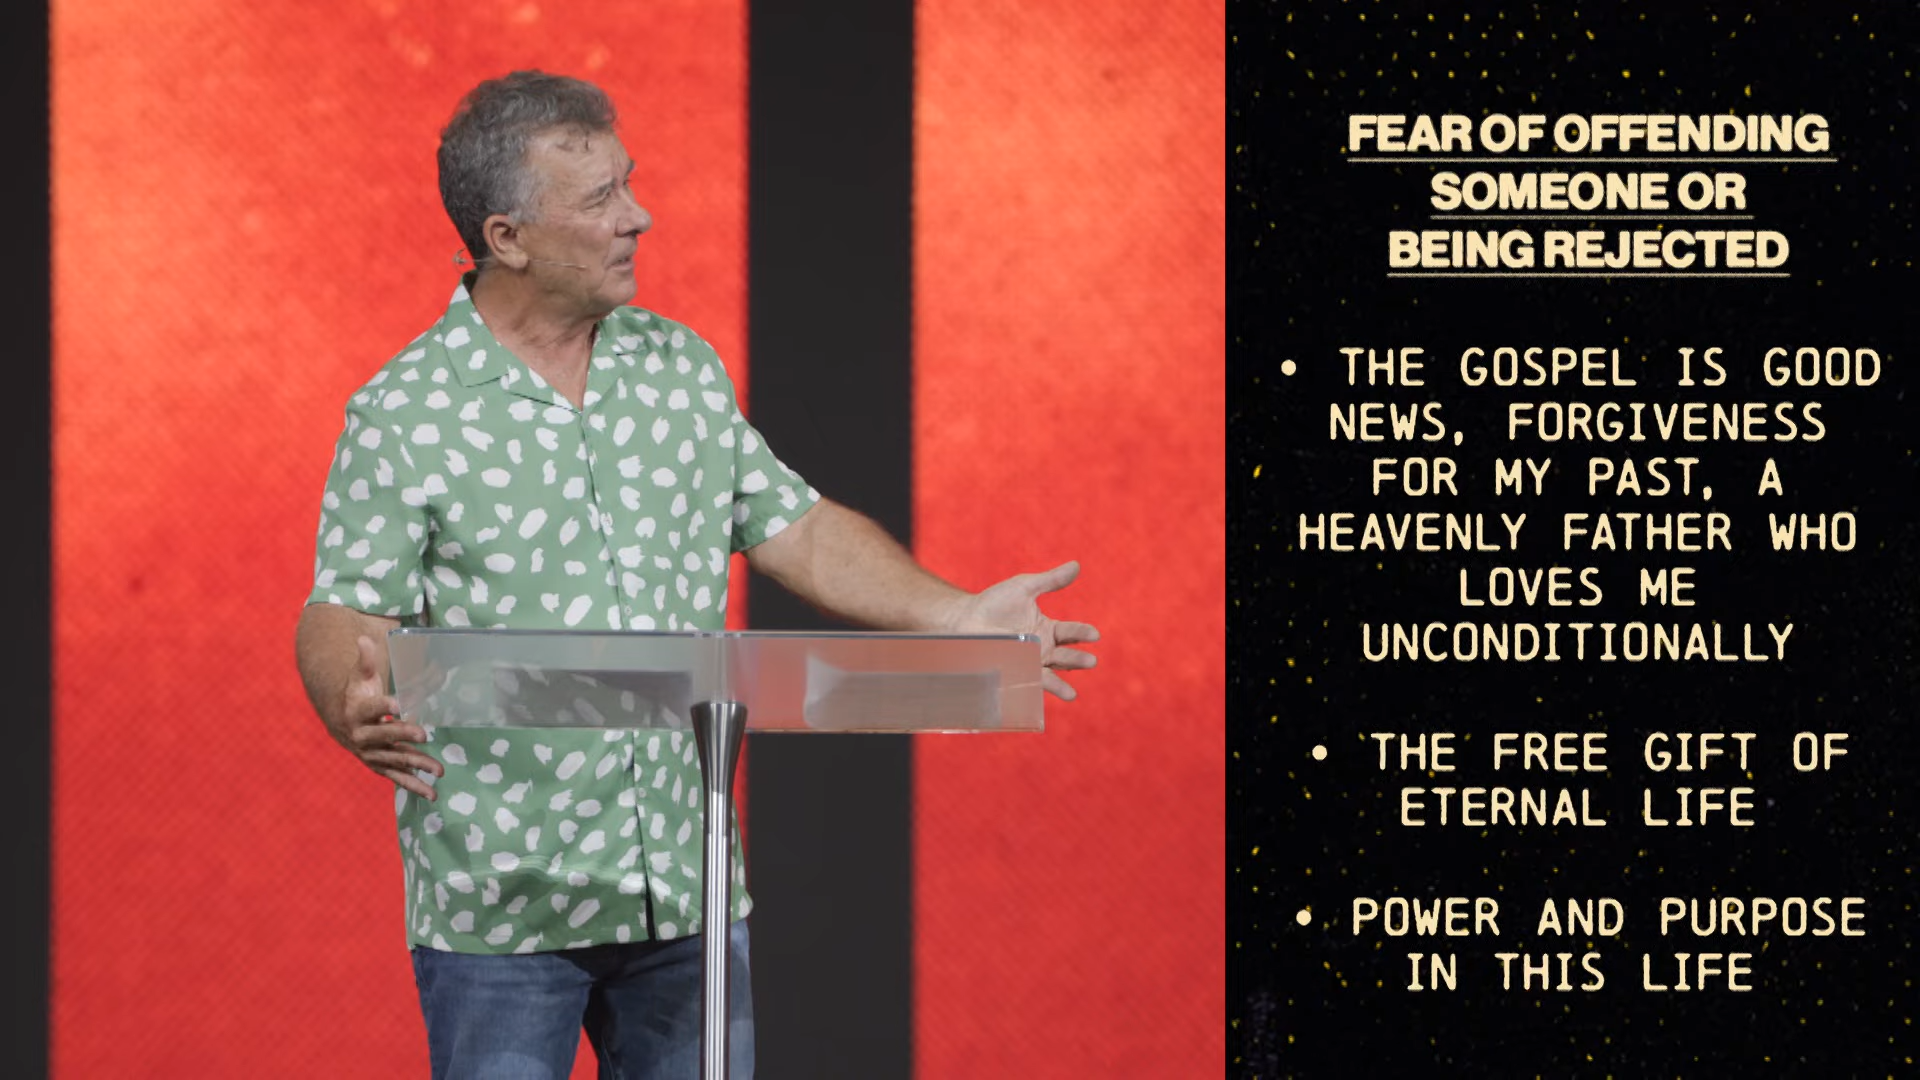 FEAR OF OFFENDING
SOMEONE OR
BEING REJECTED
• THE GOSPEL IS GOOD
NEWS, FORGIVENESS
FOR MY PAST, A
HEAVENLY FATHER WHO
LOVES ME
UNCONDITIONALLY
• THE FREE GIFT OF
ETERNAL LIFE
• POWER AND PURPOSE
IN THIS LIFE